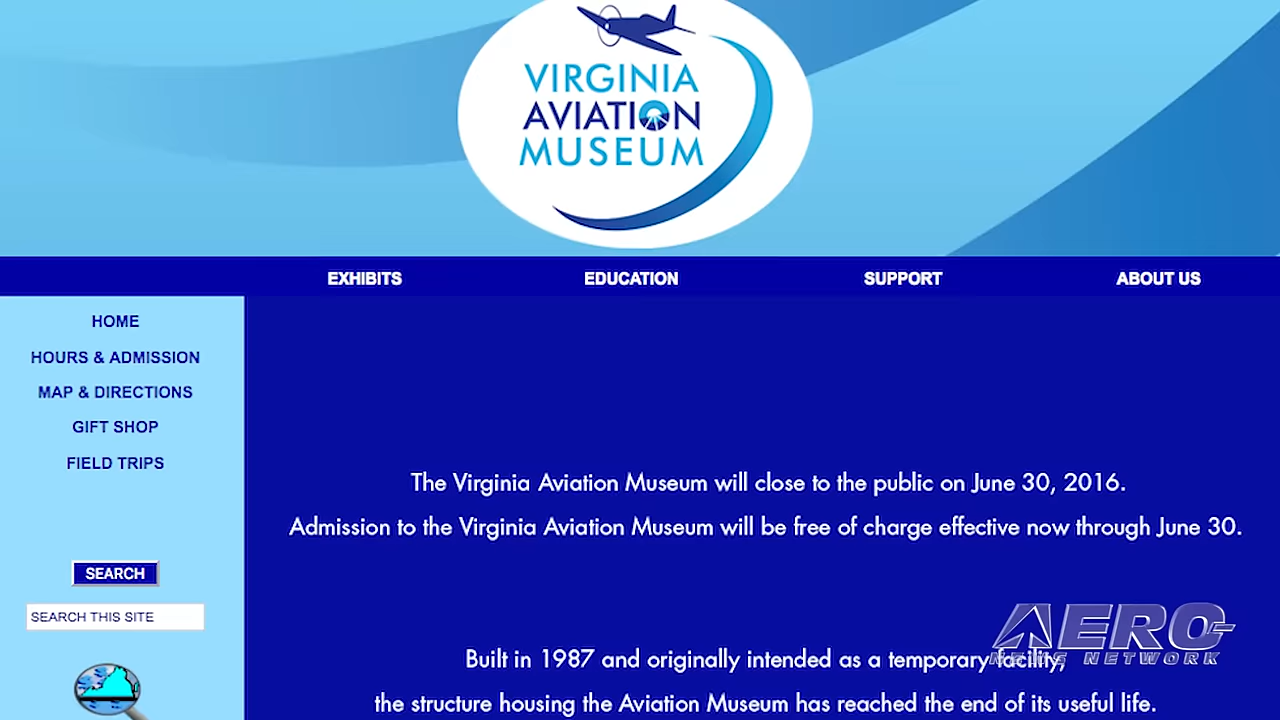 VIRGINIA
AVIATION
MUSEUM
EXHIBITS EDUCATION SUPPORT ABOUT US
HOME
HOURS & ADMISSION
MAP & DIRECTIONS
GIFT SHOP
FIELD TRIPS
SEARCH
SEARCH THIS SITE
The Virginia Aviation Museum will close to the public on June 30, 2016.
Admission to the Virginia Aviation Museum will be free of charge effective now through June 30.
Built in 1987 and originally intended as a temporary facility,
the structure housing the Aviation Museum has reached the end of its useful life.
AERO
NEWS NETWORK